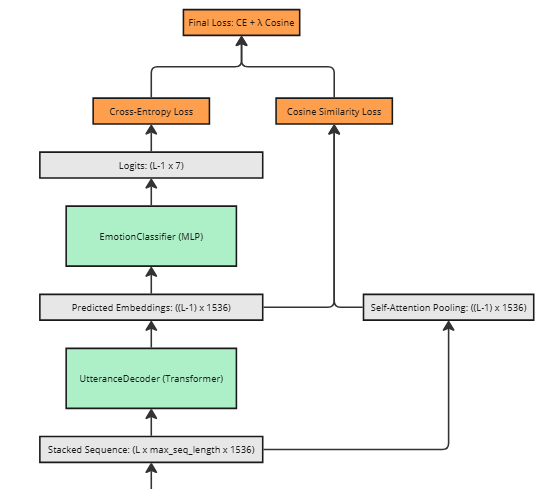 Final Loss: CE + λ Cosine
Cross-Entropy Loss
Cosine Similarity Loss
Logits: (L-1 x 7)
EmotionClassifier (MLP)
Predicted Embeddings: ((L-1) x 1536)
Self-Attention Pooling: ((L-1) x 1536)
UtteranceDecoder (Transformer)
Stacked Sequence: (L x max_seq_length x 1536)